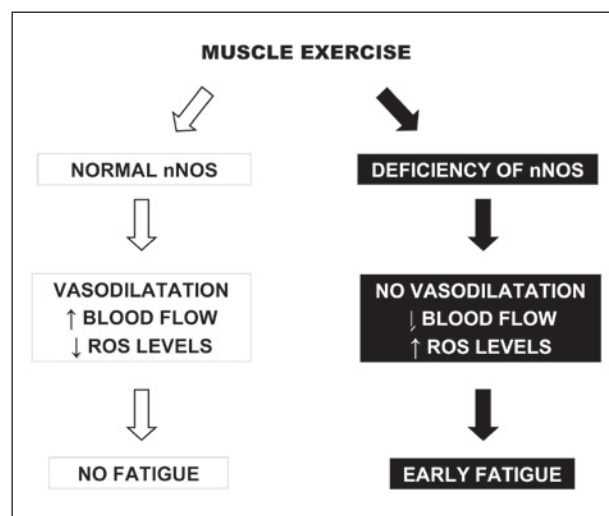 MUSCLE EXERCISE
NORMAL nNOS
DEFICIENCY OF nNOS
VASODILATATION
↑ BLOOD FLOW
↓ ROS LEVELS
NO VASODILATATION
↓ BLOOD FLOW
↑ ROS LEVELS
NO FATIGUE
EARLY FATIGUE